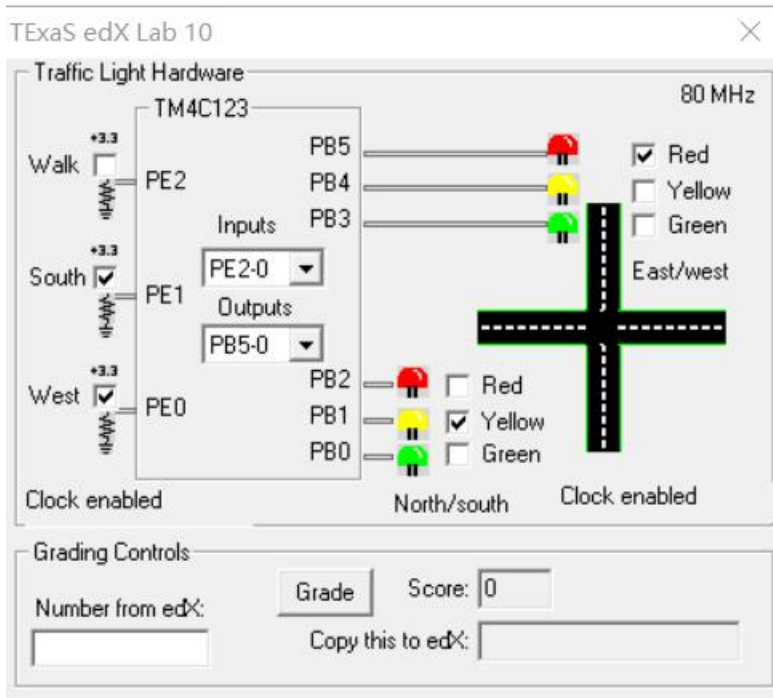 TExaS edX Lab 10
Traffic Light Hardware
80 MHz
TM4C123
+3.3
Walk
PE2
PB5
Red
PB4
Yellow
Inputs
PB3
Green
+3.3
PE2-0
East/west
South
PE1
Outputs
PB5-0
+3.3
PB2
Red
West
PE0
PB1
Yellow
PB0
Green
Clock enabled
North/south
Clock enabled
Grading Controls
Grade
Score: 0
Number from edX:
Copy this to edX: